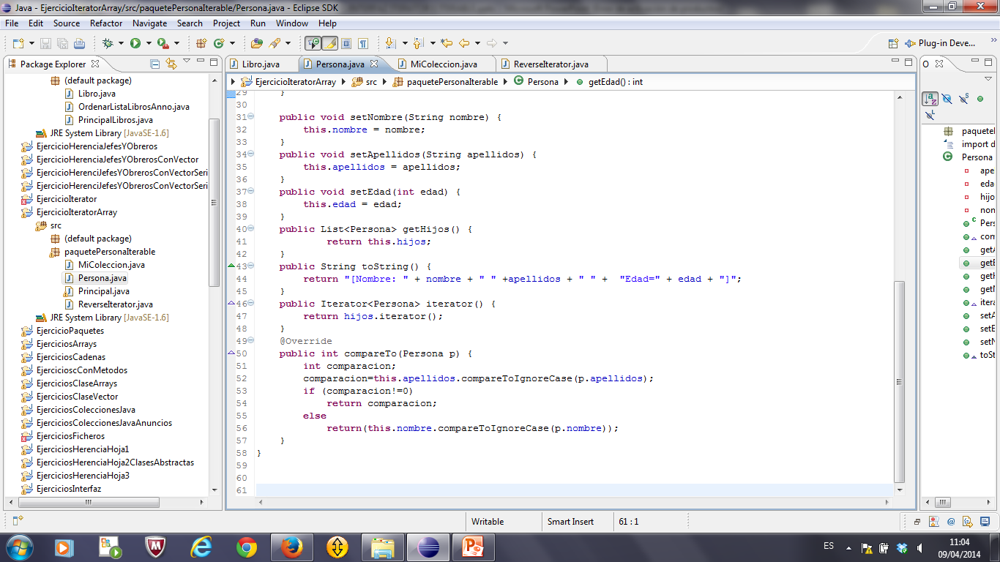 Java - EjercicioIteratorArray/src/paquetePersonaIterable/Persona.java - Eclipse SDK
File Edit Source Refactor Navigate Search Project Run Window Help
Plug-in Deve...
Package Explorer
(default package)
Libro.java
OrdenarListaLibrosAnno.java
PrincipalLibros.java
JRE System Library [JavaSE-1.6]
EjercicioHerenciaJefesYObreros
EjercicioHerenciaJefesYObrerosConVector
EjercicioHerenciJefesYObrerosConVectorSeri
EjercicioHerenciJefesYObrerosConVectorSeri
EjercicioIterator
EjercicioIteratorArray
src
(default package)
paquetePersonaIterable
MiColeccion.java
Persona.java
Principal.java
ReverseIterator.java
JRE System Library [JavaSE-1.6]
EjercicioPaquetes
EjerciciosArrays
EjerciciosCadenas
EjercicioscConMetodos
EjerciciosClaseArrays
EjerciciosClaseVector
EjerciciosColeccionesJava
EjerciciosColeccionesJavaAnuncios
EjerciciosFicheros
EjerciciosHerenciaHoja1
EjerciciosHerenciaHoja2ClasesAbstractas
EjerciciosHerenciaHoja3
EjerciciosInterfaz
Libro.java Persona.java MiColeccion.java ReverseIterator.java
EjercicioIteratorArray src paquetePersonaIterable Persona getEdad() : int
29 }
30
31 public void setNombre(String nombre) {
32 this.nombre = nombre;
33 }
34 public void setApellidos(String apellidos) {
35 this.apellidos = apellidos;
36 }
37 public void setEdad(int edad) {
38 this.edad = edad;
39 }
40 public List<Persona> getHijos() {
41 return this.hijos;
42 }
43 public String toString() {
44 return "[Nombre: " + nombre + " " +apellidos + " " +  "Edad=" + edad + "]";
45 }
46 public Iterator<Persona> iterator() {
47 return hijos.iterator();
48 }
49 @Override
50 public int compareTo(Persona p) {
51 int comparacion;
52 comparacion=this.apellidos.compareToIgnoreCase(p.apellidos);
53 if (comparacion!=0)
54 return comparacion;
55 else
56 return(this.nombre.compareToIgnoreCase(p.nombre));
57 }
58 }
59
60
61
O
paqueteI
import d
Persona
ape
eda
hijo
non
Pers
con
getA
getE
getH
getN
itera
setA
setE
setN
toSt
Writable Smart Insert 61 : 1
ES 11:04
09/04/2014